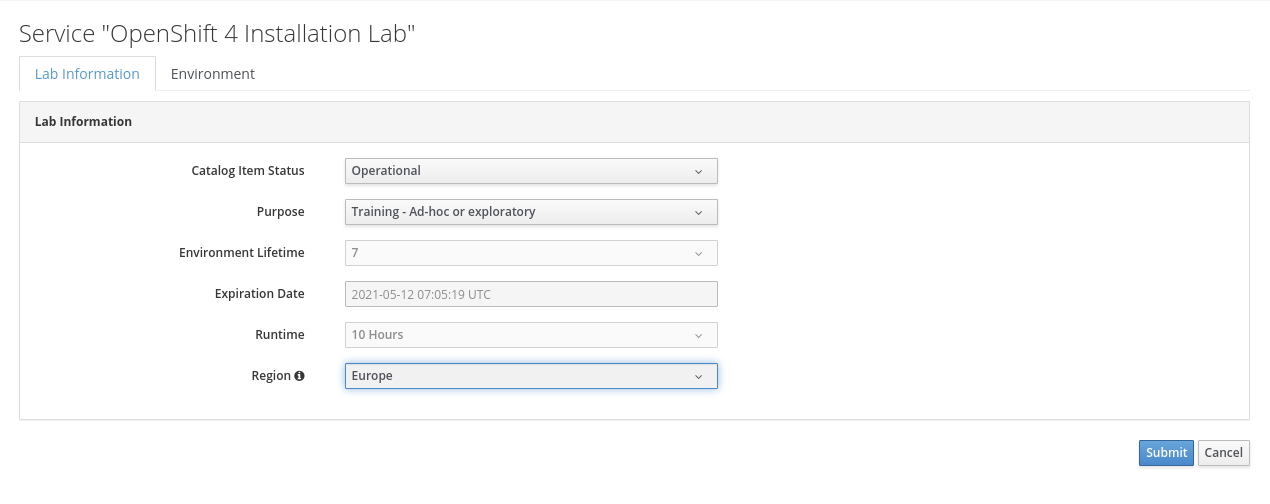 Service "OpenShift 4 Installation Lab"
Lab Information Environment
Lab Information
Catalog Item Status Operational
Purpose Training - Ad-hoc or exploratory
Environment Lifetime 7
Expiration Date 2021-05-12 07:05:19 UTC
Runtime 10 Hours
Region Europe
Submit Cancel